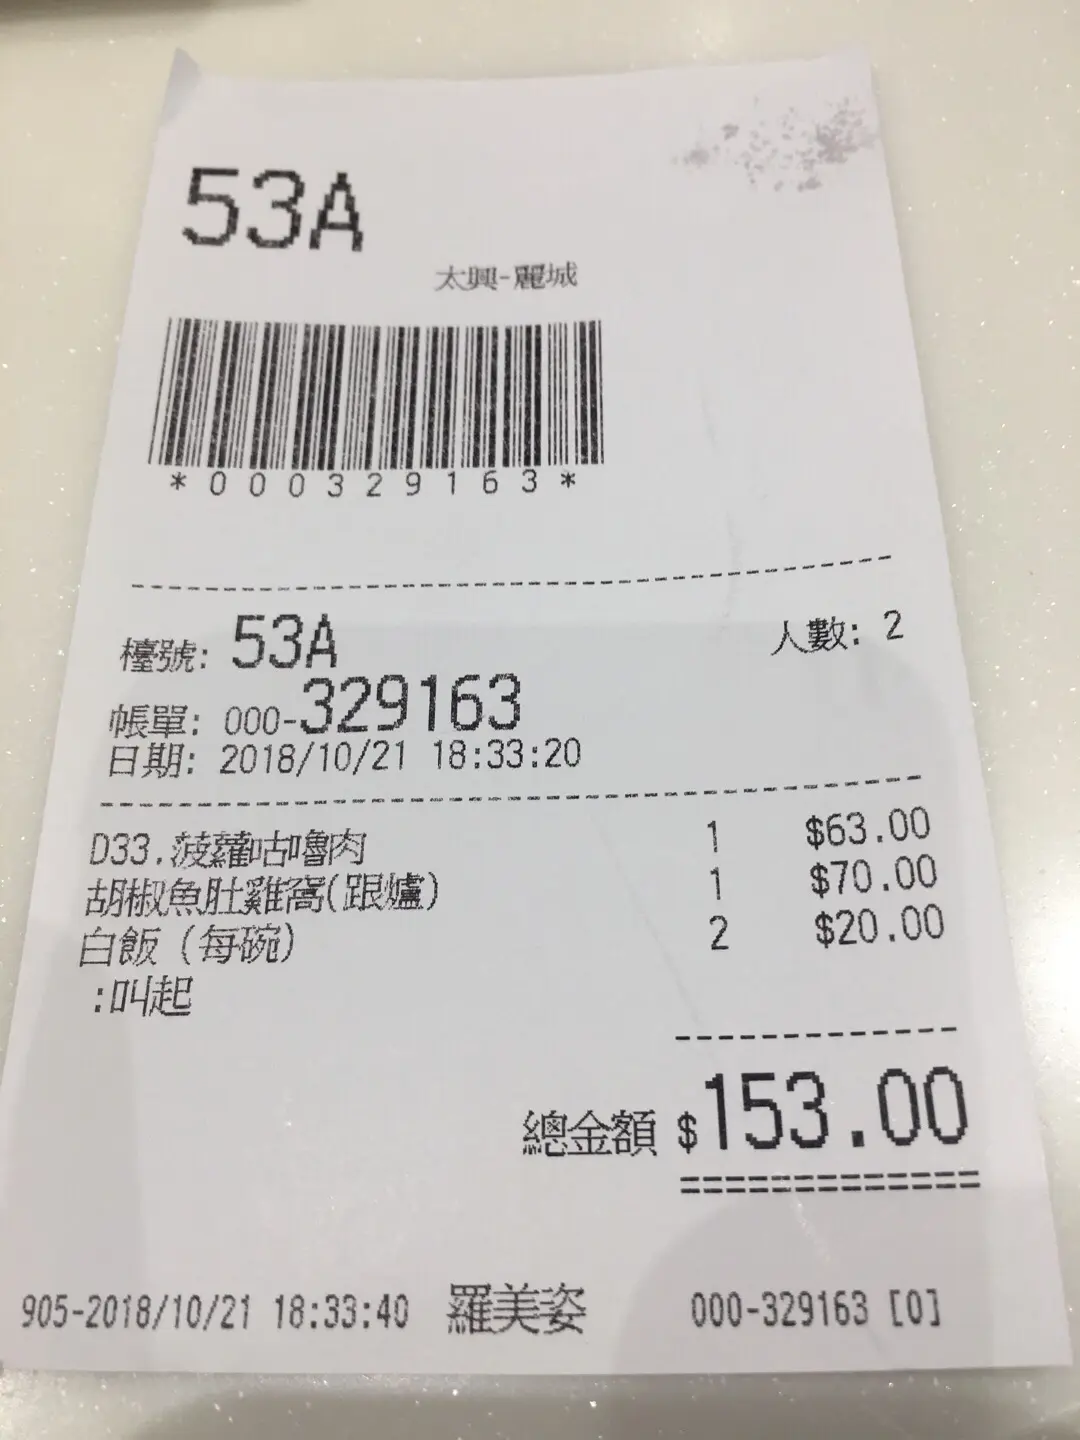 53A
太興-麗城
*000329163*
檯號: 53A
人數: 2
帳單: 000-329163
日期: 2018/10/21 18:33:20
D33.菠蘿咕嚕肉 1 $63.00
胡椒魚肚雞窩(跟爐) 1 $70.00
白飯 (每碗) 2 $20.00
:叫起
總金額 $153.00
905-2018/10/21 18:33:40 羅美姿 000-329163 [0]